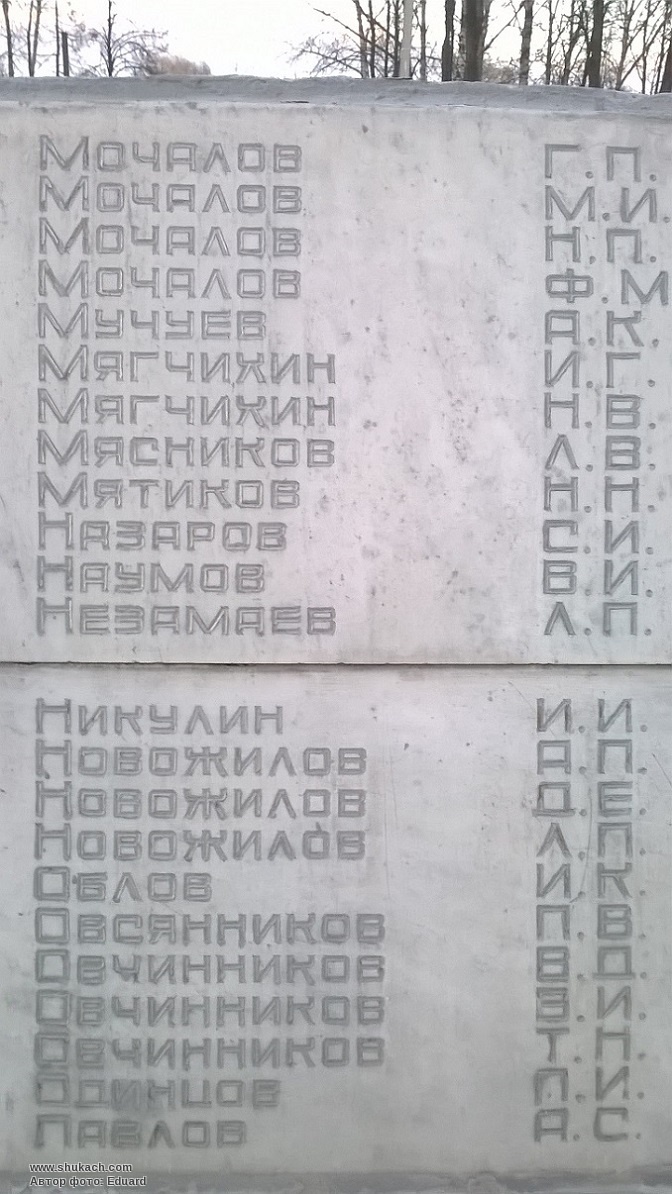 Мочалов Г.П.
Мочалов М.И.
Мочалов Н.П.
Мочалов Ф.М
Мучуев А.К.
Мягчихин И.Г.
Мягчихин Н.В.
Мясников Л.В.
Мятиков Н.Н.
Назаров С.И.
Наумов В.И.
Незамаев Л.П.
Никулин И.И.
Новожилов А.П.
Новожилов Д.Е.
Новожилов Л.П.
Облов И.К.
Овсянников П.В.
Овчинников В.Д.
Овчинников З.И.
Овчинников Т.Н.
Одинцов П.И.
Павлов А.С.
www.shukach.com
Автор фото: Eduard